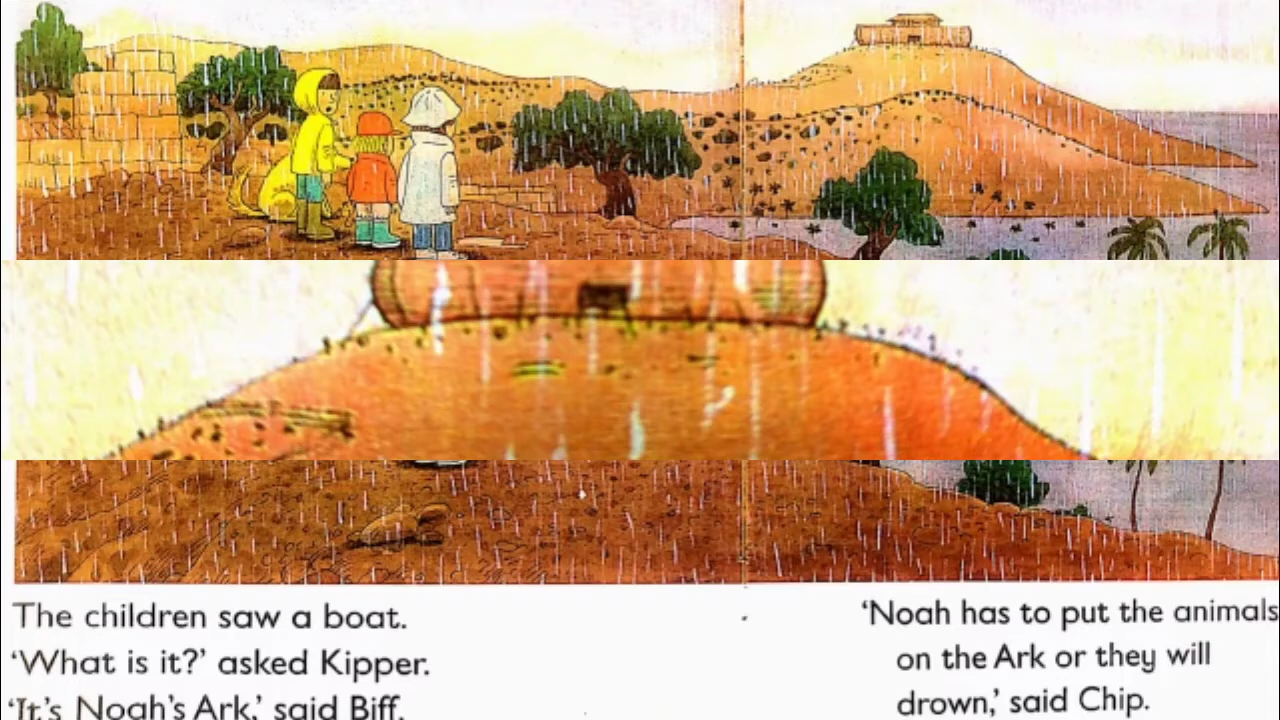 The children saw a boat.
‘What is it?’ asked Kipper.
‘It’s Noah’s Ark,’ said Biff.
‘Noah has to put the animals
on the Ark or they will
drown,’ said Chip.